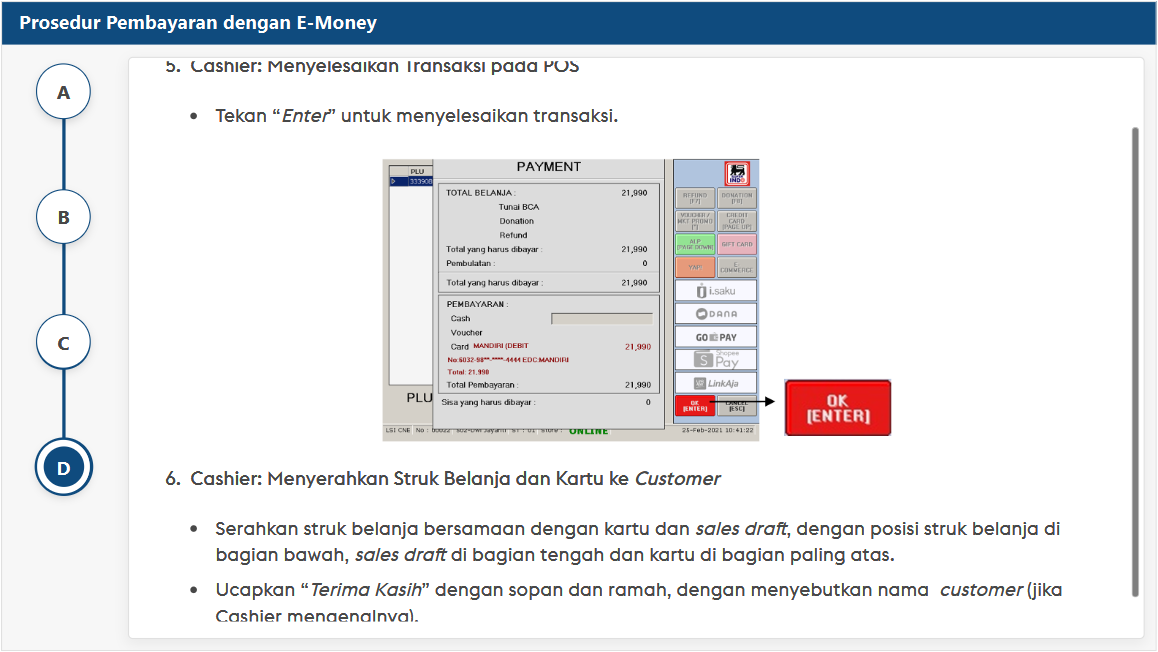 Prosedur Pembayaran dengan E-Money
A
B
C
D
5. Cashier: Menyelesaikan Transaksi pada POS
• Tekan “Enter” untuk menyelesaikan transaksi.
PLU
333908
PAYMENT
TOTAL BELANJA : 21,990
Tunai BCA
Donation
Refund
Total yang harus dibayar : 21,990
Pembulatan : 0
Total yang harus dibayar : 21,990
PEMBAYARAN :
Cash
Voucher
Card MANDIRI (DEBIT 21,990
No:6032-98**-****-4444 EDC:MANDIRI
Total: 21.990
Total Pembayaran : 21,990
Sisa yang harus dibayar : 0
PLU
INDO
REFUND [F7]
DONATION [F8]
VOUCHER / MKT PROMO [*]
CREDIT CARD [PAGE UP]
ALP [PAGE DOWN]
GIFT CARD
E-COMMERCE
i.saku
DANA
GOPAY
Shopee Pay
LinkAja
OK [ENTER]
CANCEL [ESC]
OK
[ENTER]
LSI CNE No : 00022 ST : 01 Store : ONLINE 25-Feb-2021 10:41:22
6. Cashier: Menyerahkan Struk Belanja dan Kartu ke Customer
• Serahkan struk belanja bersamaan dengan kartu dan sales draft, dengan posisi struk belanja di
bagian bawah, sales draft di bagian tengah dan kartu di bagian paling atas.
• Ucapkan “Terima Kasih” dengan sopan dan ramah, dengan menyebutkan nama customer (jika
Cashier mengenalnya).